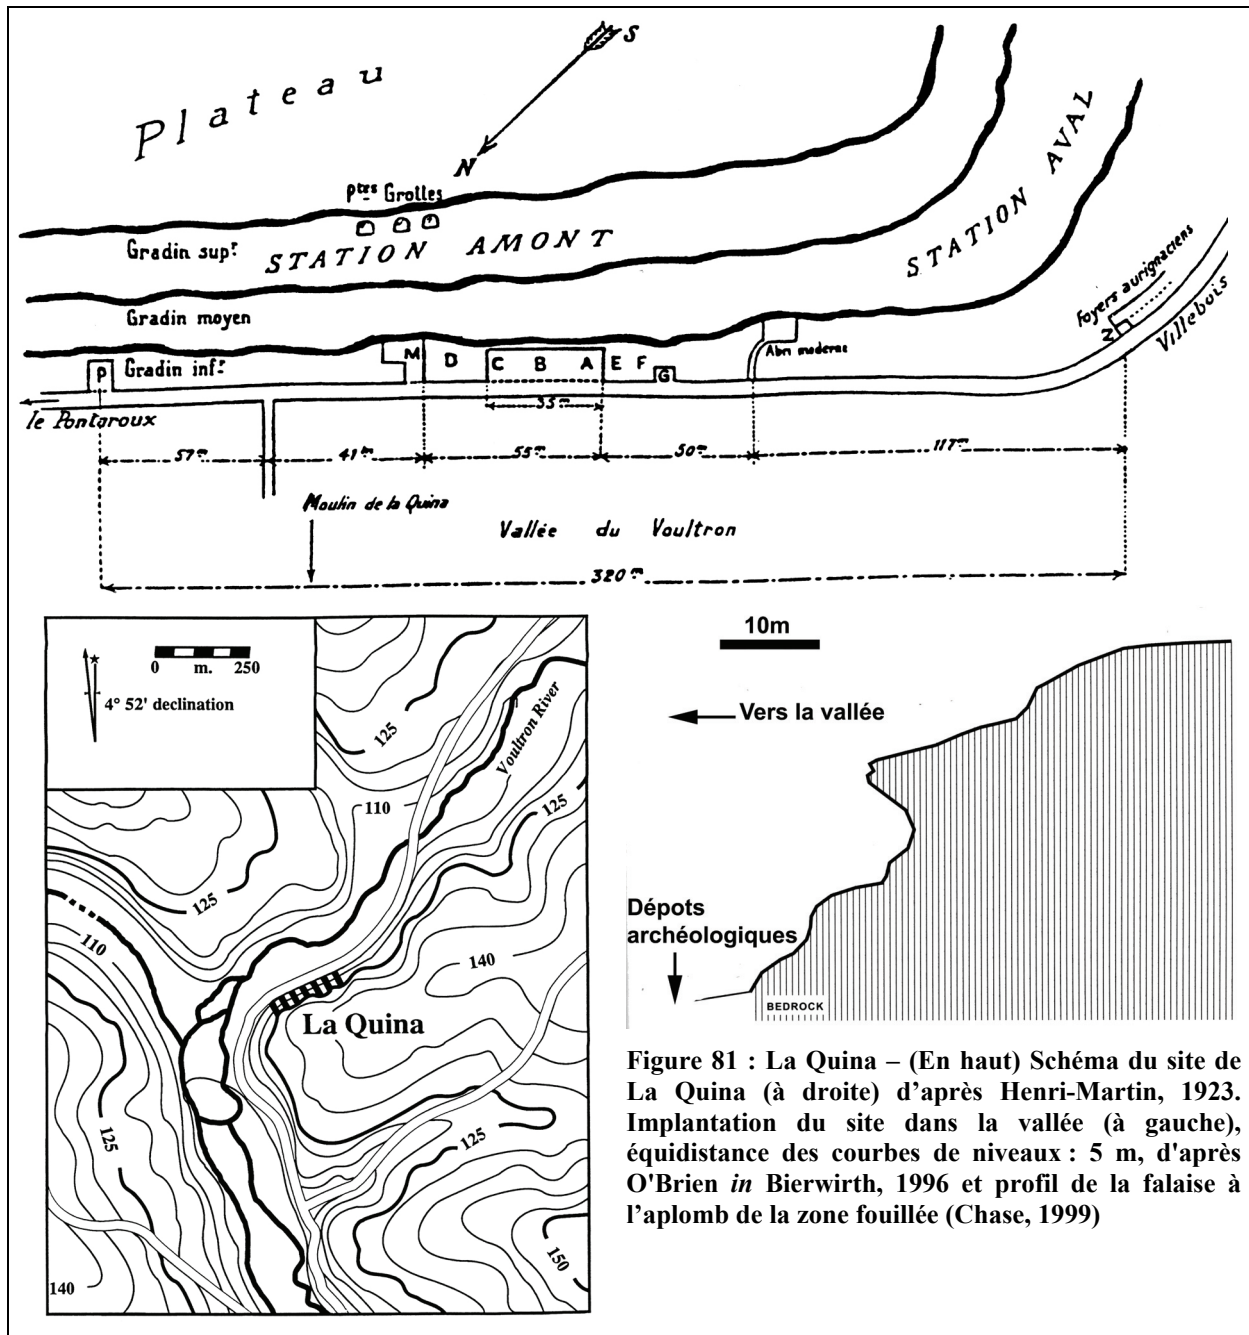 Plateau
S
N
Ptes Grolles
Gradin supr
STATION AMONT
STATION AVAL
Gradin moyen
Foyers aurignaciens
Villebois
Abri moderne
Gradin infr
P
M
D
C
B
A
E
F
G
Z
le Pontaroux
35m
57m
41m
55m
50m
117m
Moulin de la Quina
Vallée du Voultron
320m
0 m. 250
4° 52' declination
125
Voultron River
110
125
125
110
140
La Quina
125
125
140
150
10m
Vers la vallée
Dépots
archéologiques
BEDROCK
Figure 81 : La Quina – (En haut) Schéma du site de
La Quina (à droite) d'après Henri-Martin, 1923.
Implantation du site dans la vallée (à gauche),
équidistance des courbes de niveaux : 5 m, d'après
O'Brien in Bierwirth, 1996 et profil de la falaise à
l'aplomb de la zone fouillée (Chase, 1999)